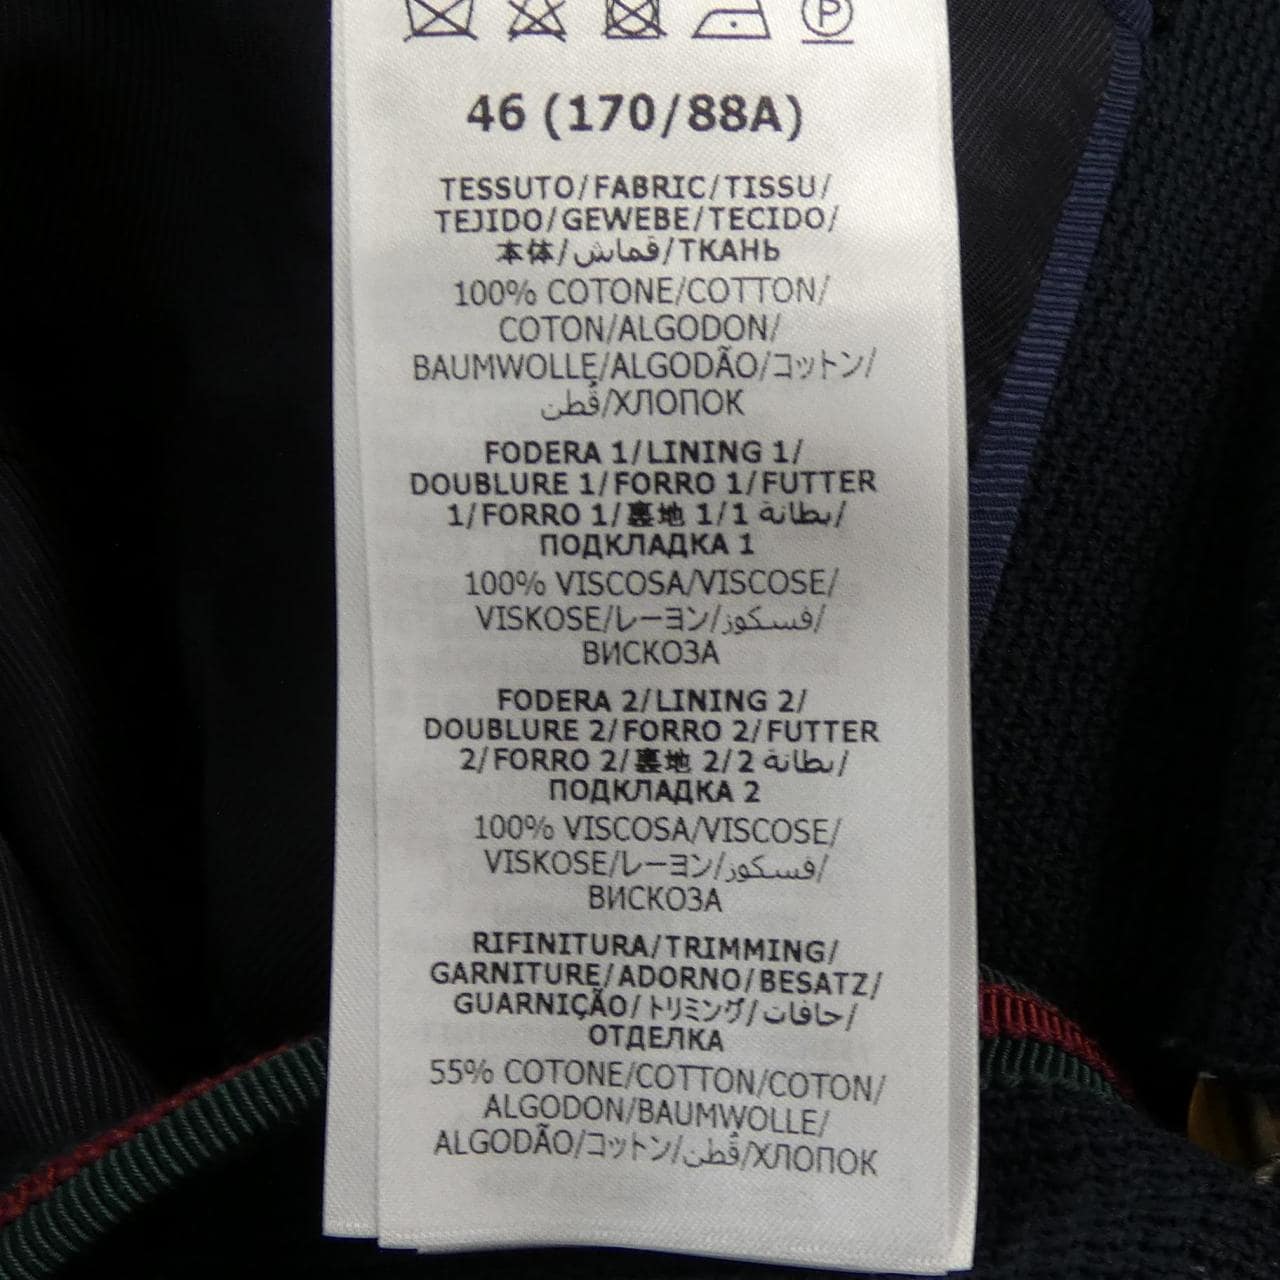 P
46 (170/88A)
TESSUTO/FABRIC/TISSU/
TEJIDO/GEWEBE/TECIDO/
本体/قماش/ТКАНЬ
100% COTONE/COTTON/
COTON/ALGODON/
BAUMWOLLE/ALGODÃO/コットン/
قُطن/ХЛОПОК
FODERA 1/LINING 1/
DOUBLURE 1/FORRO 1/FUTTER
1/FORRO 1/裏地 1/1 بطانة/
ПОДКЛАДКА 1
100% VISCOSA/VISCOSE/
VISKOSE/レーヨン/فسكوز/
ВИСКОЗА
FODERA 2/LINING 2/
DOUBLURE 2/FORRO 2/FUTTER
2/FORRO 2/裏地 2/2 بطانة/
ПОДКЛАДКА 2
100% VISCOSA/VISCOSE/
VISKOSE/レーヨン/فسكوز/
ВИСКОЗА
RIFINITURA/TRIMMING/
GARNITURE/ADORNO/BESATZ/
GUARNIÇÃO/トリミング/حافات/
ОТДЕЛКА
55% COTONE/COTTON/COTON/
ALGODON/BAUMWOLLE/
ALGODÃO/コットン/قُطن/ХЛОПОК